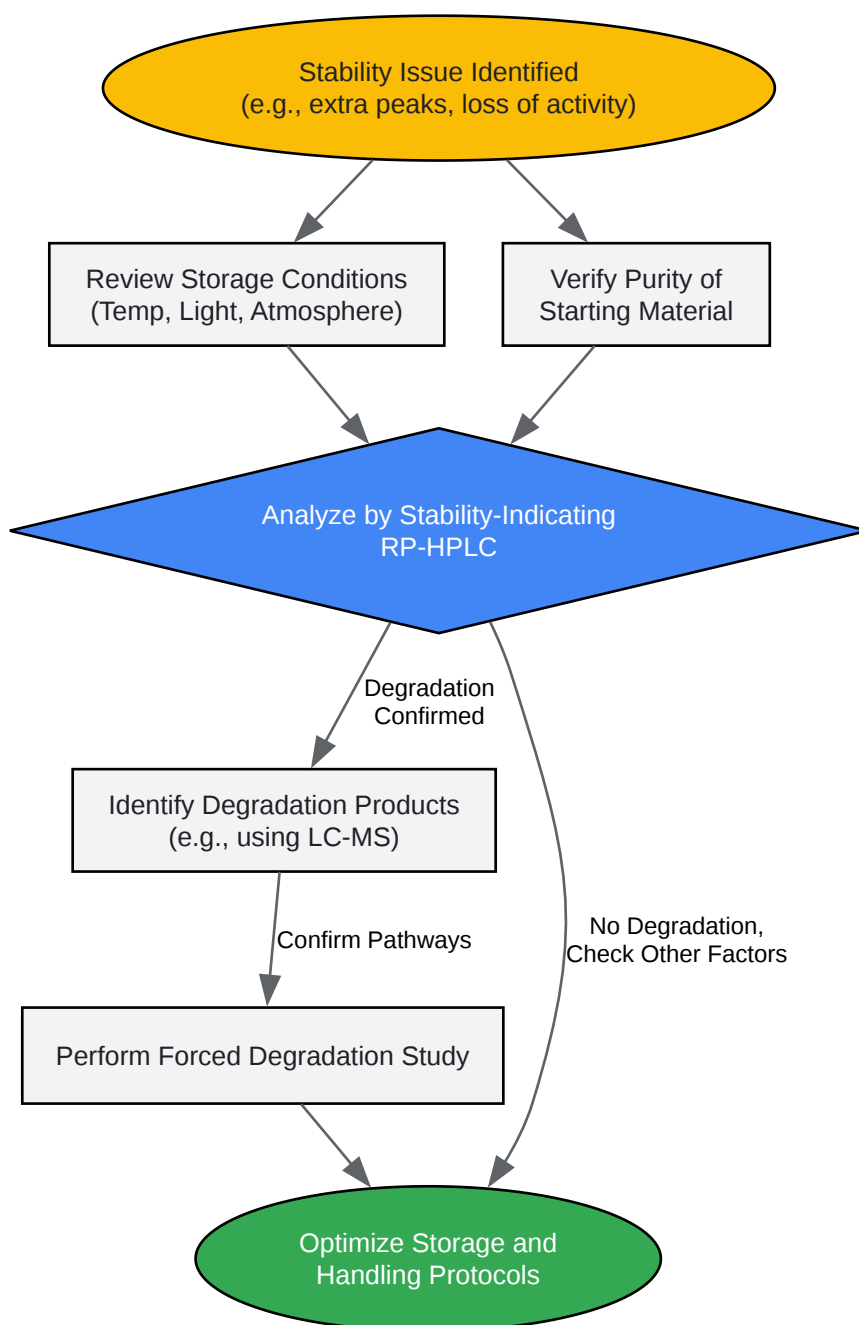 Stability Issue Identified
(e.g., extra peaks, loss of activity)
Review Storage Conditions
(Temp, Light, Atmosphere)
Verify Purity of
Starting Material
Analyze by Stability-Indicating
RP-HPLC
Degradation
Confirmed
Identify Degradation Products
(e.g., using LC-MS)
No Degradation,
Check Other Factors
Confirm Pathways
Perform Forced Degradation Study
Optimize Storage and
Handling Protocols